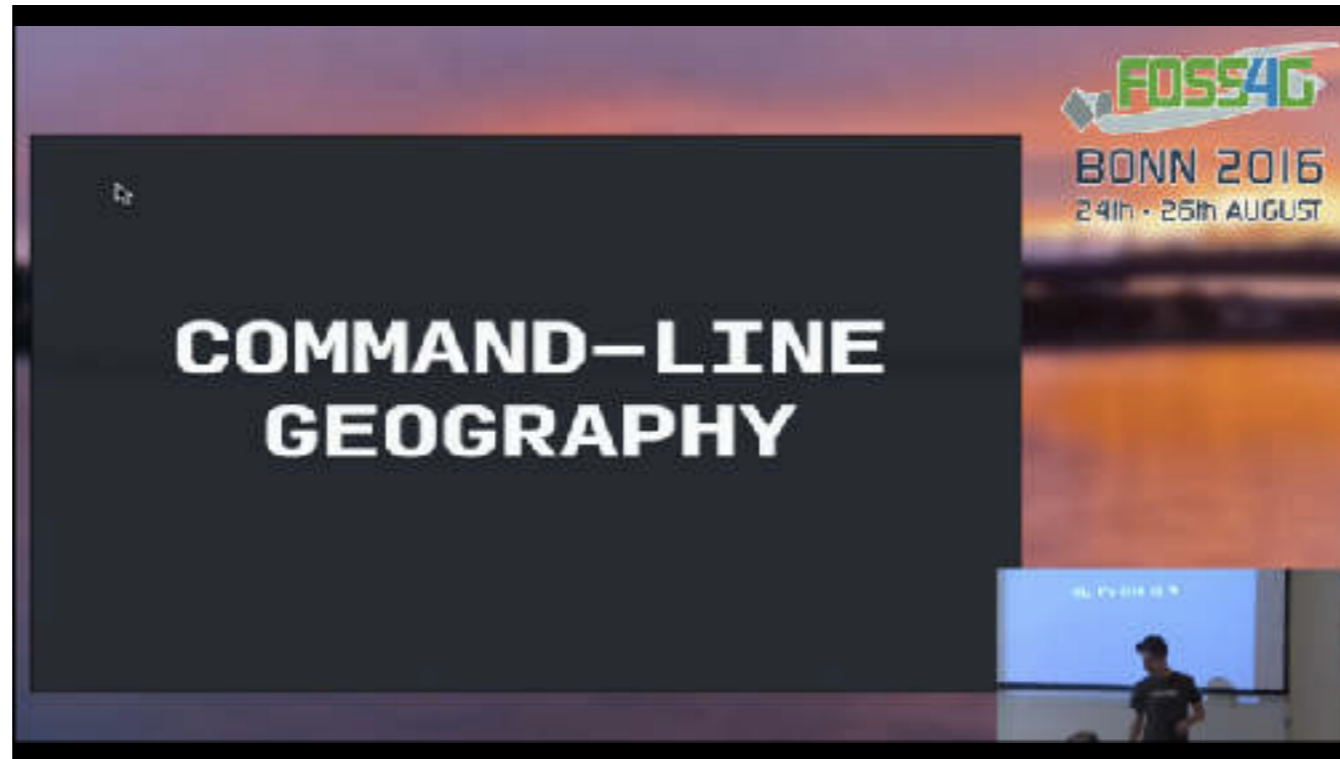 FOSS4G
BONN 2016
24th - 26th AUGUST
COMMAND-LINE
GEOGRAPHY